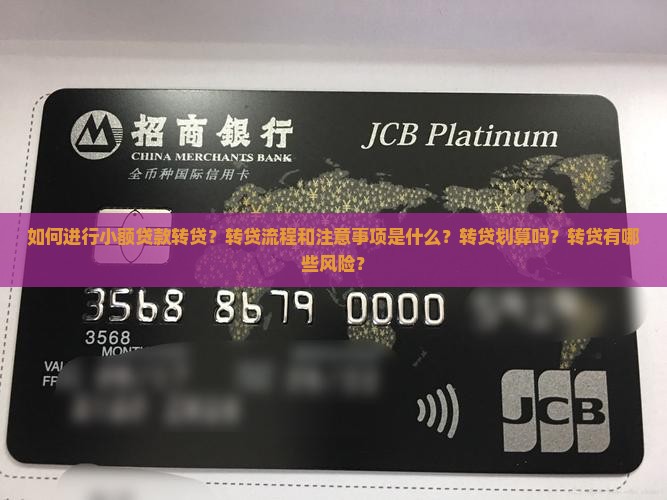 招商銀行
CHINA MERCHANTS BANK
全币种国际信用卡
JCB Platinum
如何进行小额贷款转贷？转贷流程和注意事项是什么？转贷划算吗？转贷有哪
些风险？
3568 8679 0000
3568
MONTH
JCB